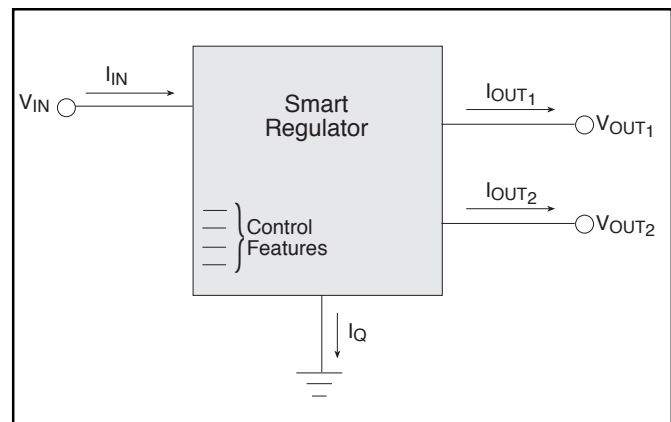 I_IN
V_IN
Smart
Regulator
I_OUT1
V_OUT1
I_OUT2
V_OUT2
Control
Features
I_Q